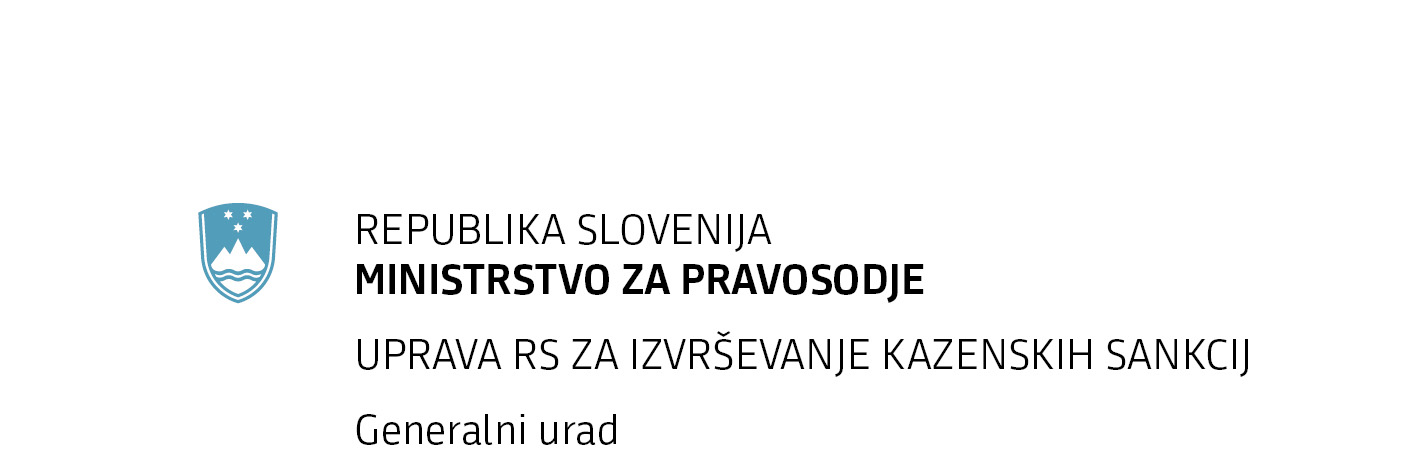 REPUBLIKA SLOVENIJA
MINISTRSTVO ZA PRAVOSODJE
UPRAVA RS ZA IZVRŠEVANJE KAZENSKIH SANKCIJ
Generalni urad